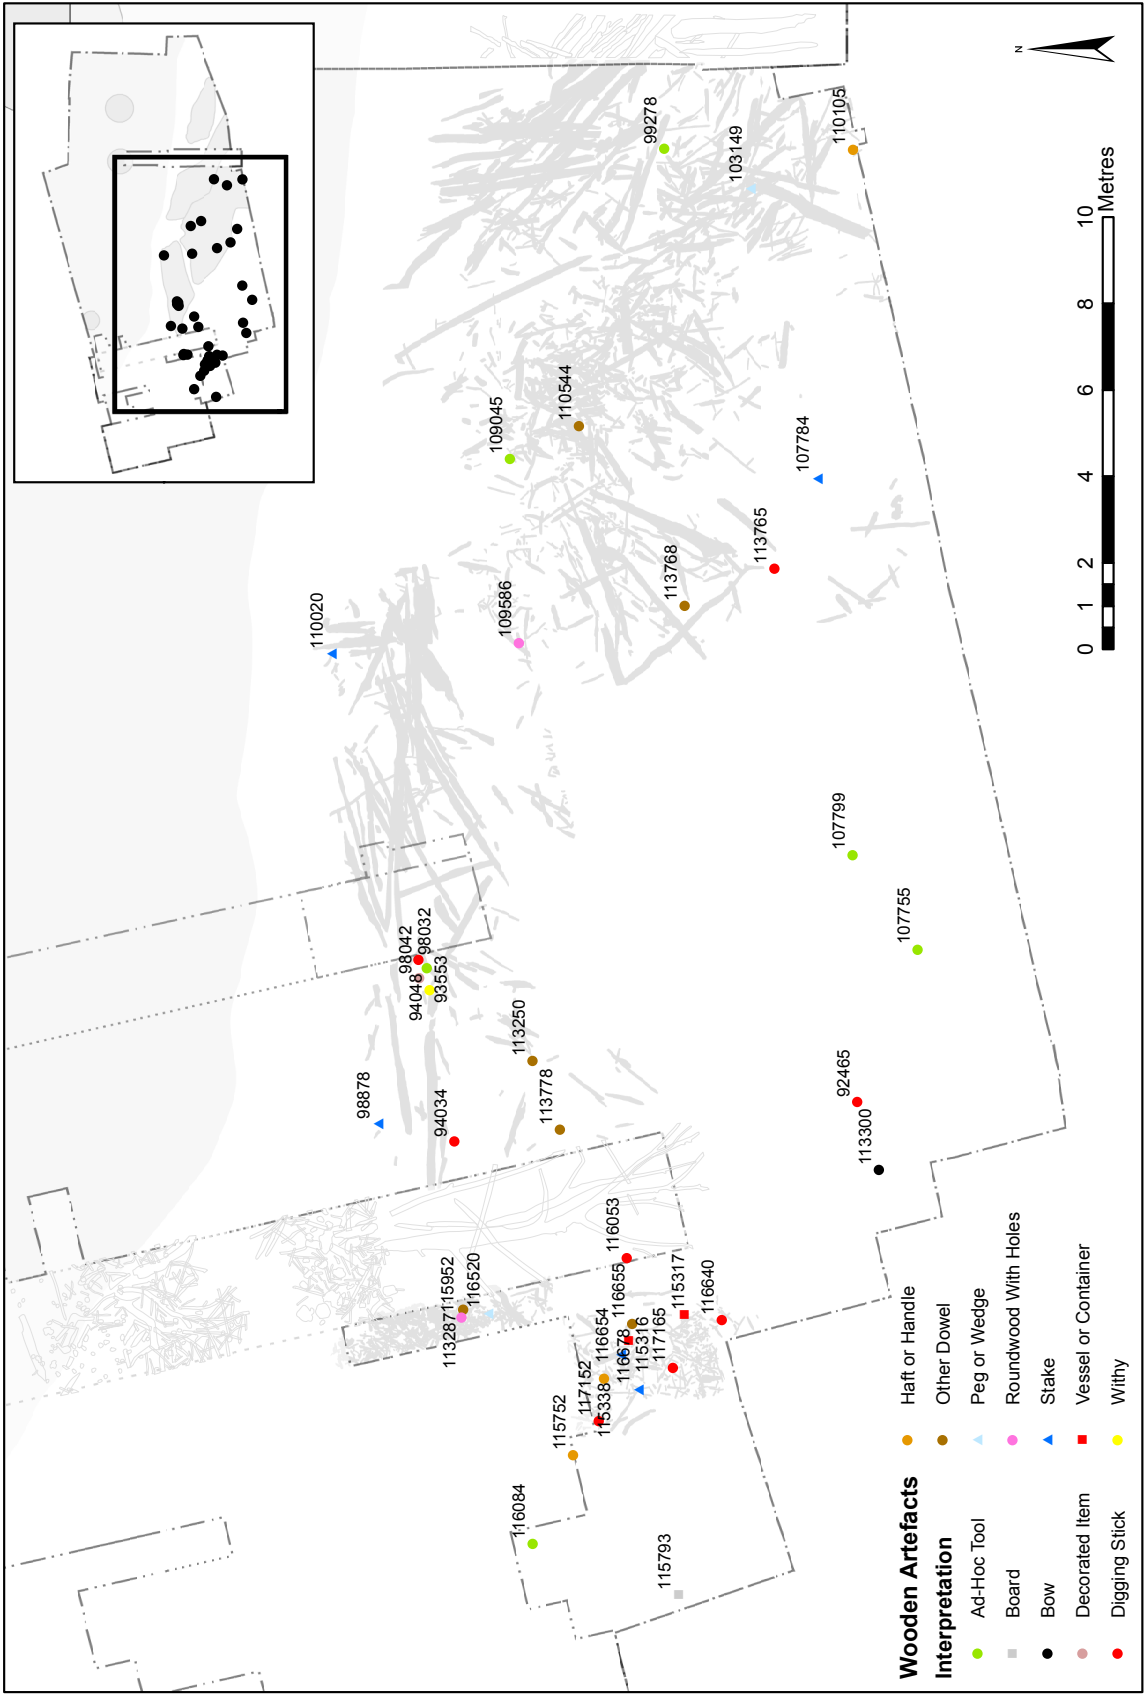 N
99278
103149
110105
109045
110544
107784
113765
113768
109586
110020
107799
107755
98042
98032
94048
93553
113250
113778
98878
94034
92465
113300
113287
115952
116520
116053
116655
116654
116678
115316
115317
117165
116640
117152
115338
115752
116084
115793
0 1 2 4 6 8 10
Metres
Wooden Artefacts
Interpretation
Ad-Hoc Tool
Board
Bow
Decorated Item
Digging Stick
Haft or Handle
Other Dowel
Peg or Wedge
Roundwood With Holes
Stake
Vessel or Container
Withy